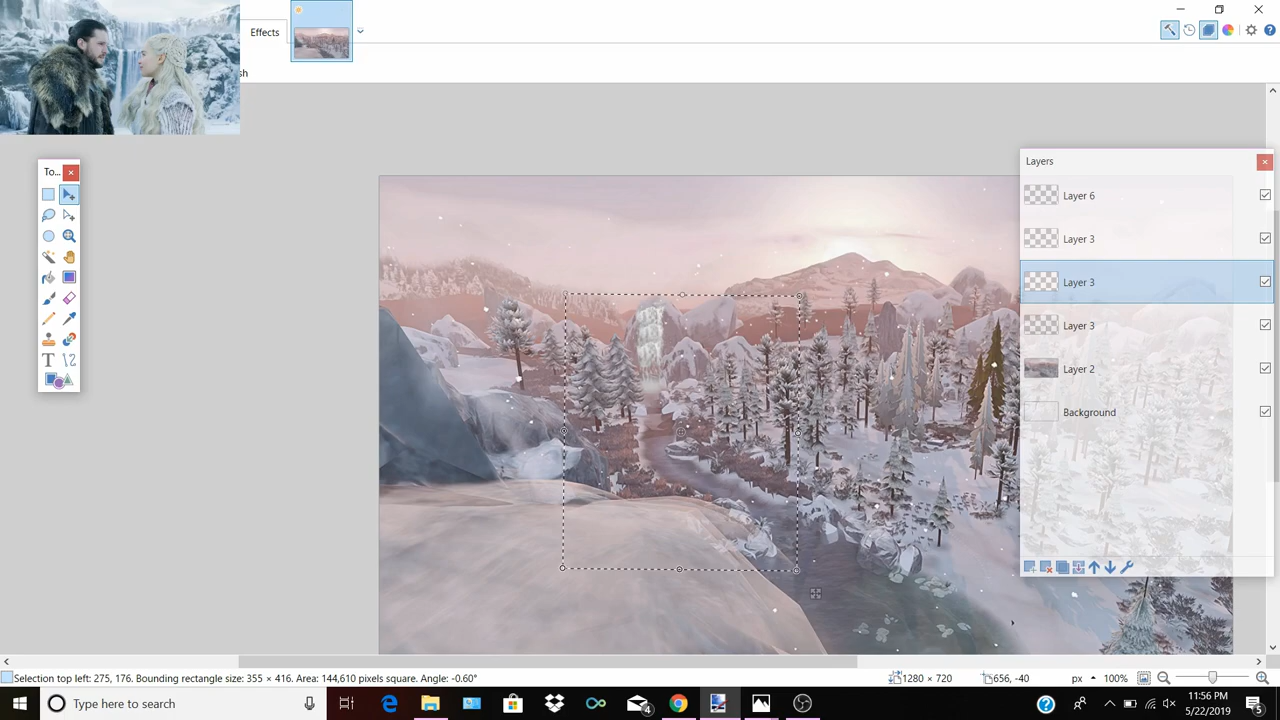 Effects
sh
To...
T
Layers
Layer 6
Layer 3
Layer 3
Layer 3
Layer 2
Background
Selection top left: 275, 176. Bounding rectangle size: 355 × 416. Area: 144,610 pixels square. Angle: -0.60°
1280 × 720
656, -40
px
100%
Type here to search
4
11:56 PM
5/22/2019
5